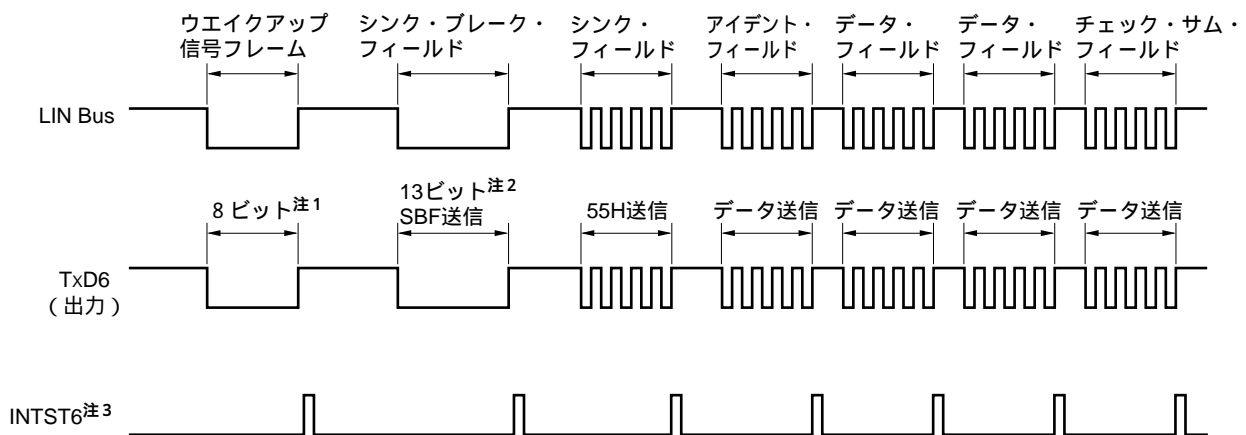 ウエイクアップ
信号フレーム
シンク・ブレーク・
フィールド
シンク・
フィールド
アイデント・
フィールド
データ・
フィールド
データ・
フィールド
チェック・サム・
フィールド
LIN Bus
8 ビット注1
13ビット注2
SBF送信
55H送信
データ送信
データ送信
データ送信
データ送信
TxD6
(出力)
INTST6注3